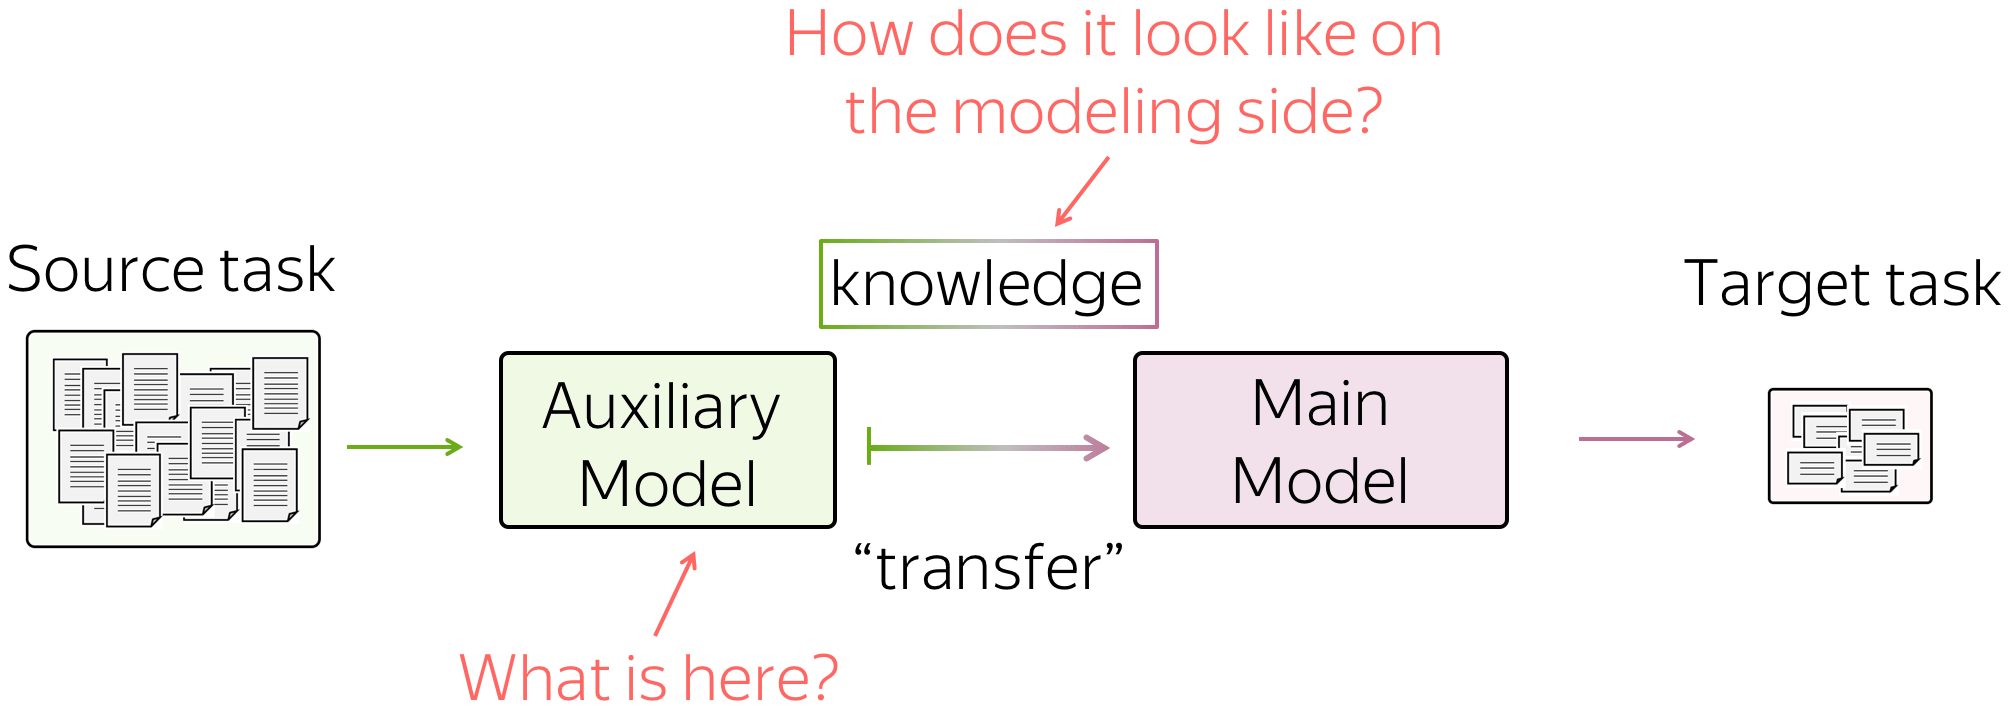 How does it look like on
the modeling side?
Source task
knowledge
Target task
Auxiliary
Model
Main
Model
“transfer”
What is here?